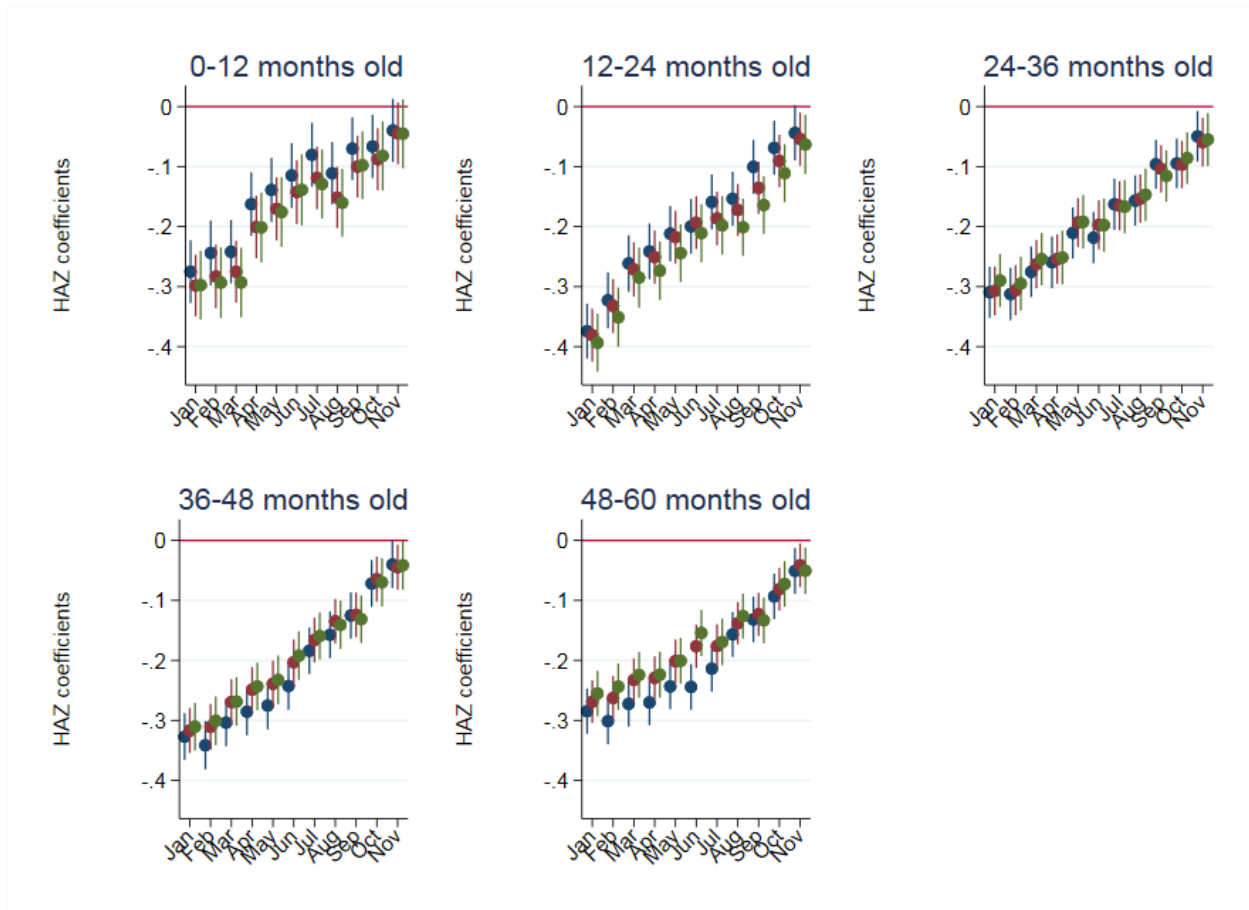 0-12 months old
HAZ coefficients
0
-.1
-.2
-.3
-.4
Jan
Feb
Mar
Apr
May
Jun
Jul
Aug
Sep
Oct
Nov
12-24 months old
HAZ coefficients
0
-.1
-.2
-.3
-.4
Jan
Feb
Mar
Apr
May
Jun
Jul
Aug
Sep
Oct
Nov
24-36 months old
HAZ coefficients
0
-.1
-.2
-.3
-.4
Jan
Feb
Mar
Apr
May
Jun
Jul
Aug
Sep
Oct
Nov
36-48 months old
HAZ coefficients
0
-.1
-.2
-.3
-.4
Jan
Feb
Mar
Apr
May
Jun
Jul
Aug
Sep
Oct
Nov
48-60 months old
HAZ coefficients
0
-.1
-.2
-.3
-.4
Jan
Feb
Mar
Apr
May
Jun
Jul
Aug
Sep
Oct
Nov